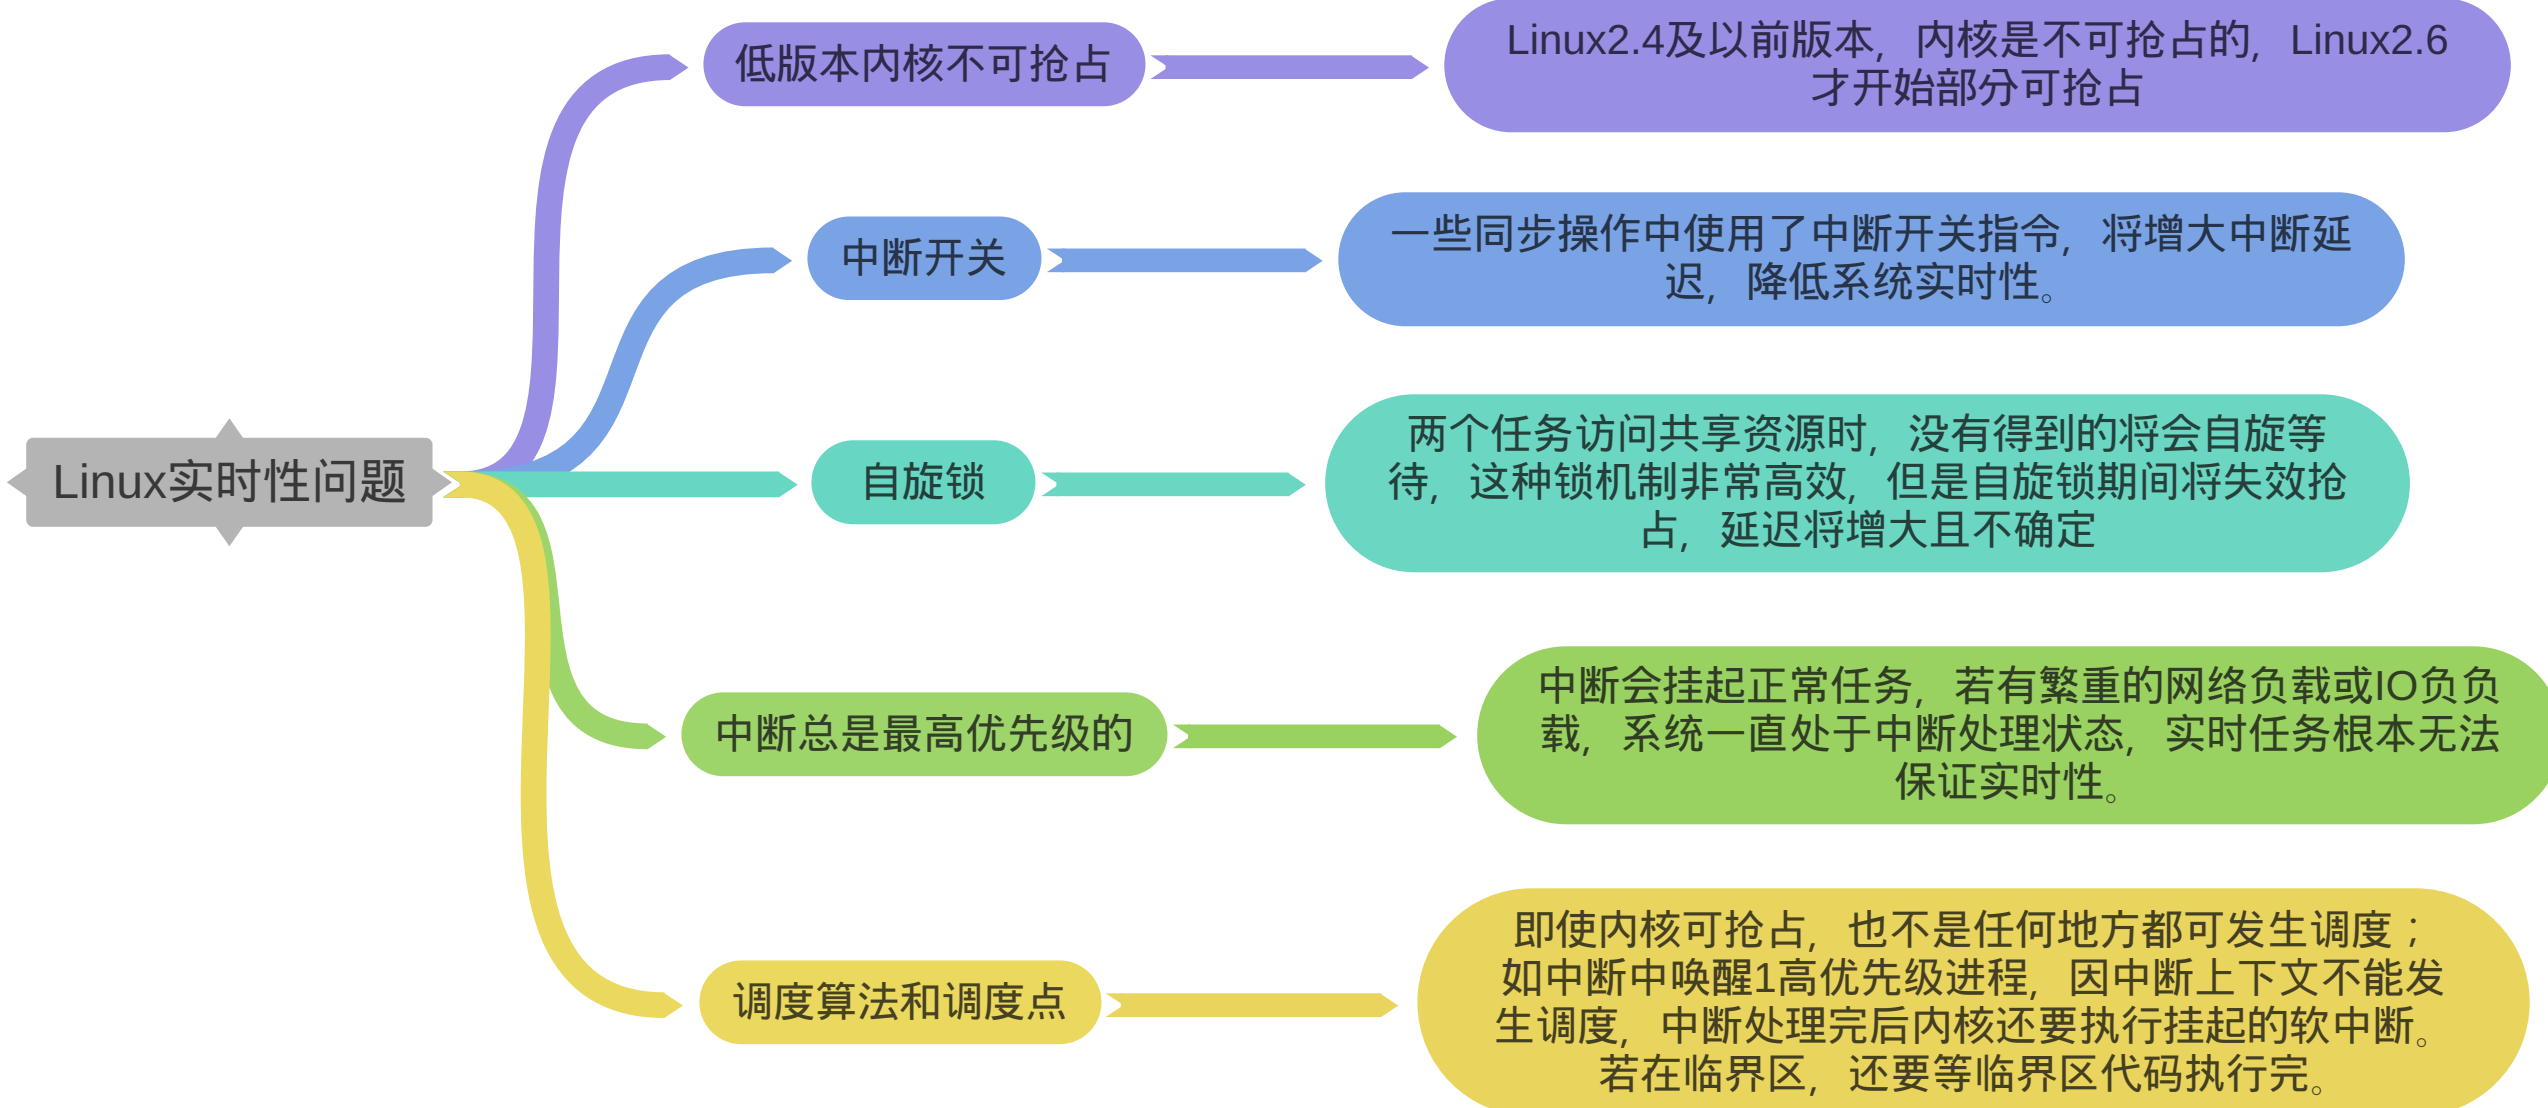 低版本内核不可抢占
Linux2.4及以前版本，内核是不可抢占的，Linux2.6
才开始部分可抢占
中断开关
一些同步操作中使用了中断开关指令，将增大中断延
迟，降低系统实时性。
Linux实时性问题
自旋锁
两个任务访问共享资源时，没有得到的将会自旋等
待，这种锁机制非常高效，但是自旋锁期间将失效抢
占，延迟将增大且不确定
中断总是最高优先级的
中断会挂起正常任务，若有繁重的网络负载或IO负负
载，系统一直处于中断处理状态，实时任务根本无法
保证实时性。
调度算法和调度点
即使内核可抢占，也不是任何地方都可发生调度；
如中断中唤醒1高优先级进程，因中断上下文不能发
生调度，中断处理完后内核还要执行挂起的软中断。
若在临界区，还要等临界区代码执行完。